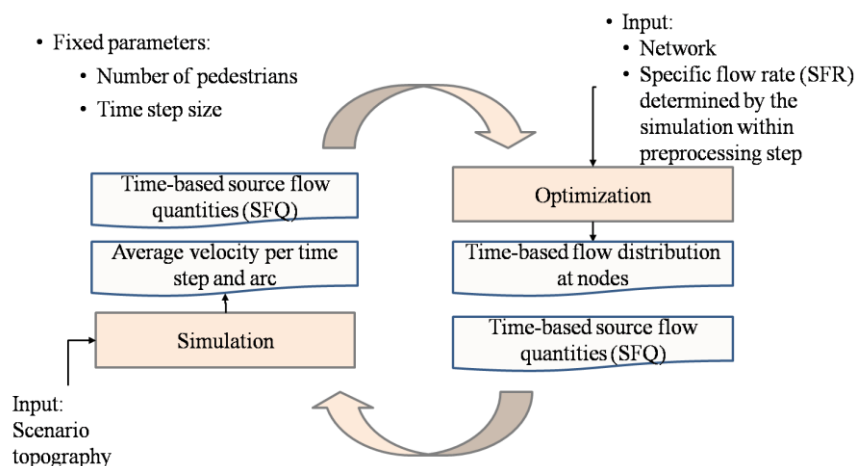 • Fixed parameters:
• Number of pedestrians
• Time step size
• Input:
• Network
• Specific flow rate (SFR)
determined by the
simulation within
preprocessing step
Time-based source flow
quantities (SFQ)
Average velocity per time
step and arc
Simulation
Input:
Scenario
topography
Optimization
Time-based flow distribution
at nodes
Time-based source flow
quantities (SFQ)